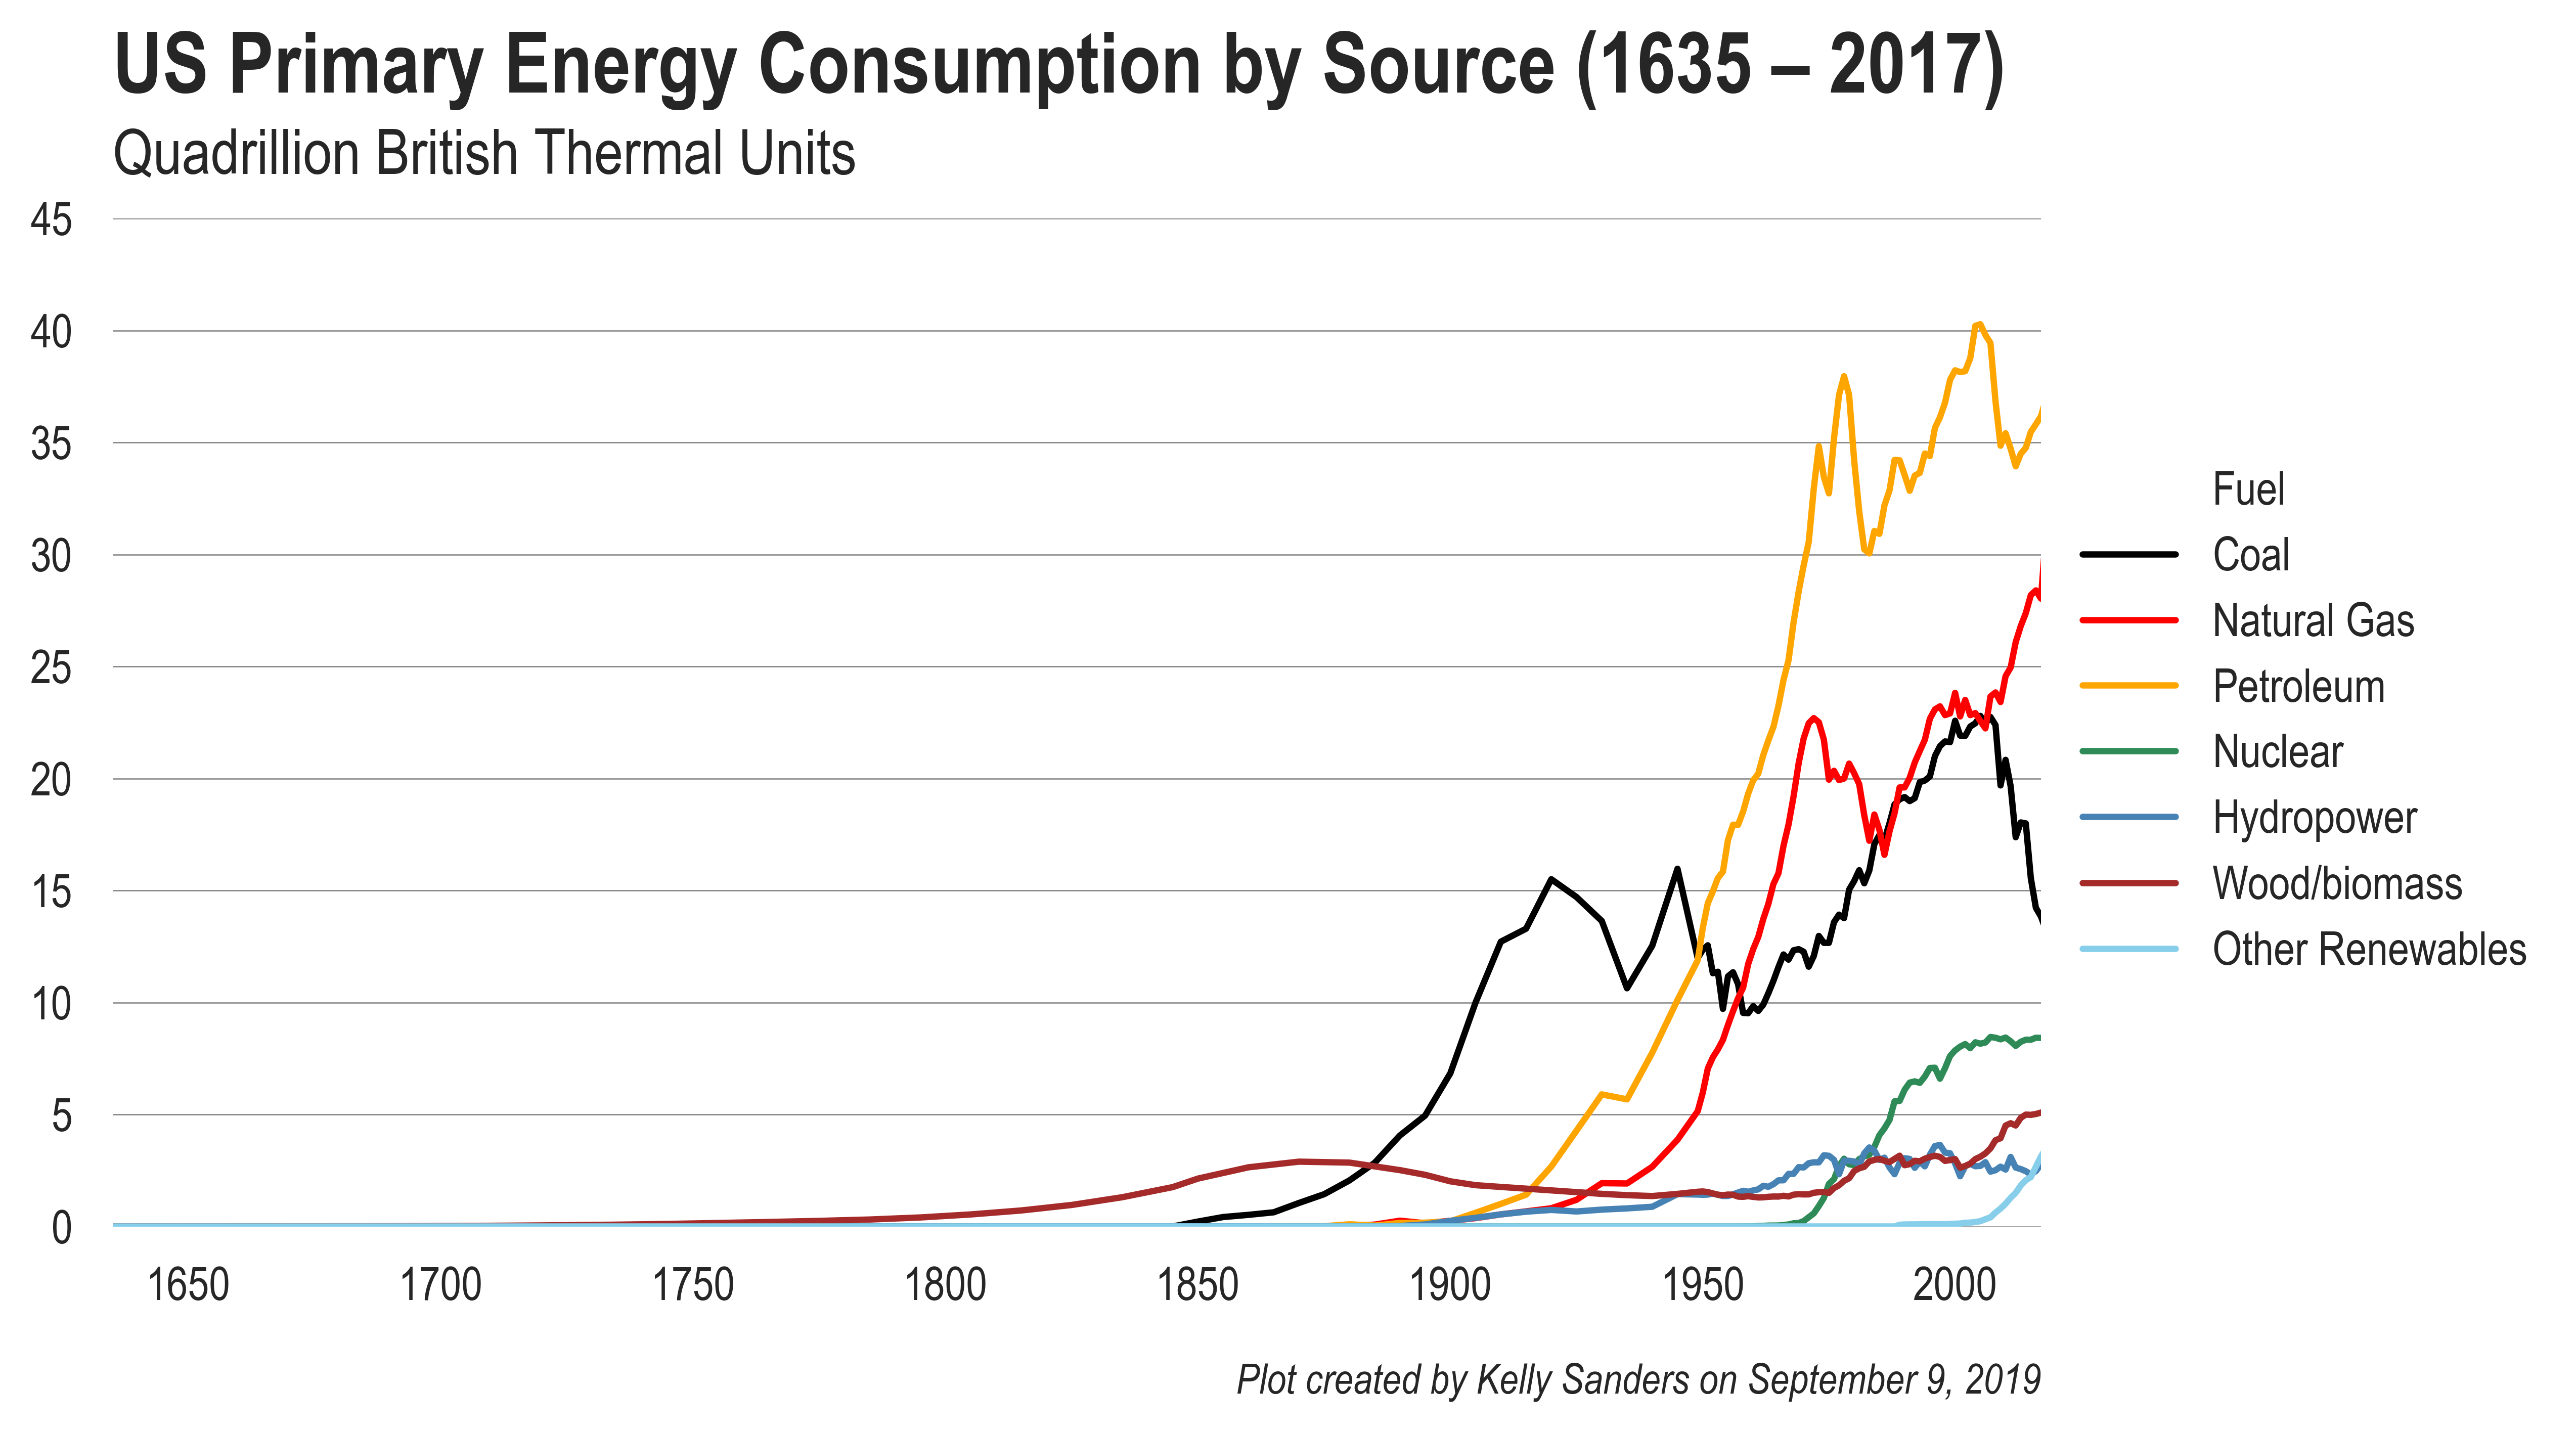 US Primary Energy Consumption by Source (1635 – 2017)
Quadrillion British Thermal Units
45
40
35
30
25
20
15
10
5
0
1650 1700 1750 1800 1850 1900 1950 2000
Fuel
Coal
Natural Gas
Petroleum
Nuclear
Hydropower
Wood/biomass
Other Renewables
Plot created by Kelly Sanders on September 9, 2019